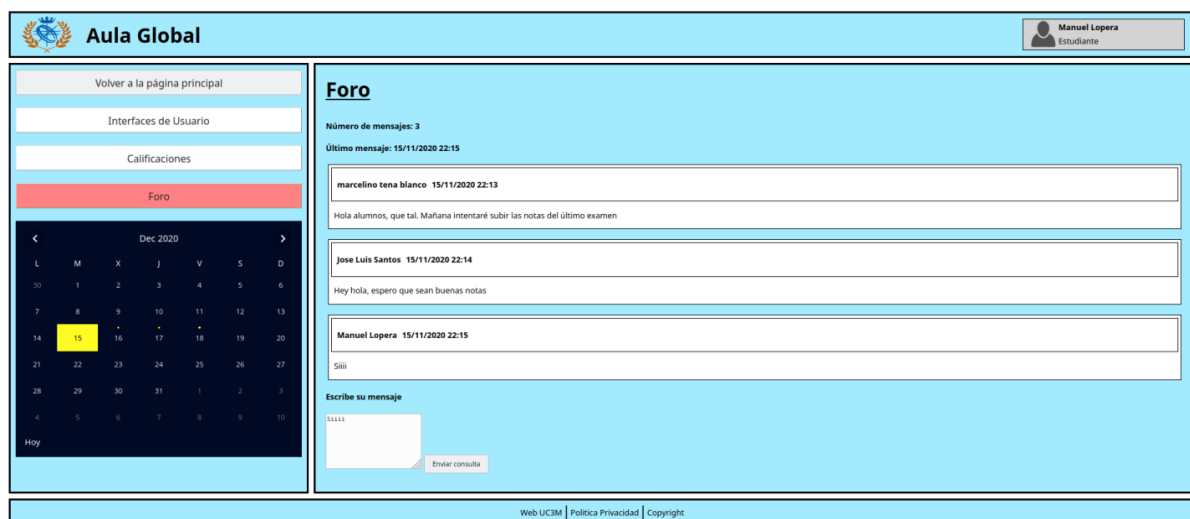 Aula Global
Manuel Lopera
Estudiante
Volver a la página principal
Interfaces de Usuario
Calificaciones
Foro
Dec 2020
L M X J V S D
30 1 2 3 4 5 6
7 8 9 10 11 12 13
14 15 16 17 18 19 20
21 22 23 24 25 26 27
28 29 30 31 1 2 3
4 5 6 7 8 9 10
Hoy
Foro
Número de mensajes: 3
Último mensaje: 15/11/2020 22:15
marcelino tena blanco 15/11/2020 22:13
Hola alumnos, que tal. Mañana intentaré subir las notas del último examen
Jose Luis Santos 15/11/2020 22:14
Hey hola, espero que sean buenas notas
Manuel Lopera 15/11/2020 22:15
Siiii
Escribe su mensaje
Siiii
Enviar consulta
Web UC3M | Politica Privacidad | Copyright